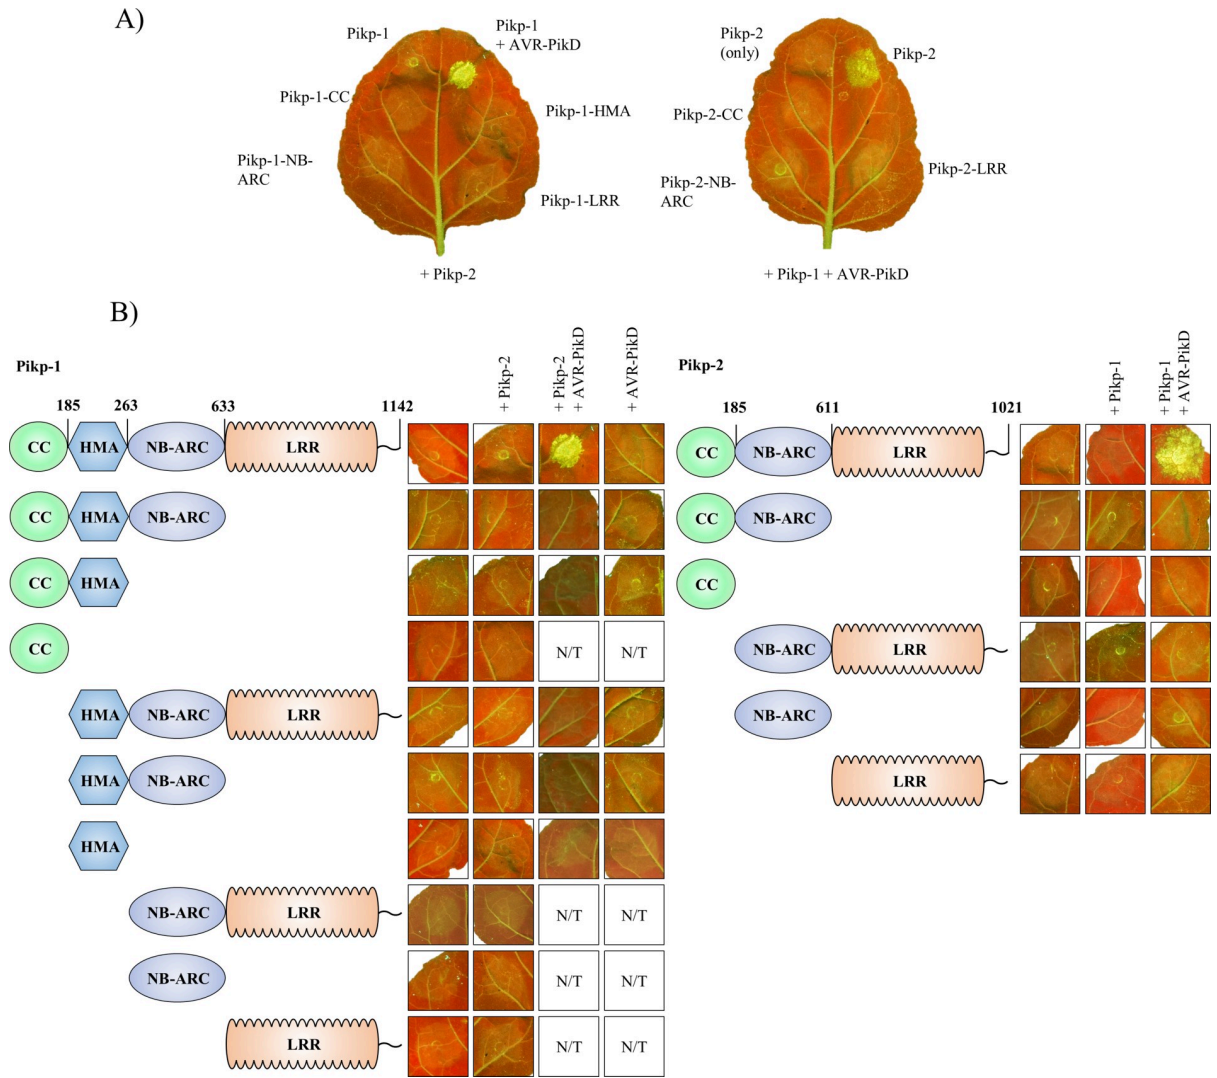 A)
Pikp-1
Pikp-1
+ AVR-PikD
Pikp-1-CC
Pikp-1-HMA
Pikp-1-NB-
ARC
Pikp-1-LRR
+ Pikp-2
Pikp-2
(only)
Pikp-2
Pikp-2-CC
Pikp-2-NB-
ARC
Pikp-2-LRR
+ Pikp-1 + AVR-PikD
B)
Pikp-1
185 263 633 1142
+ Pikp-2
+ Pikp-2
+ AVR-PikD
+ AVR-PikD
CC HMA NB-ARC LRR
CC HMA NB-ARC
CC HMA
CC N/T N/T
HMA NB-ARC LRR
HMA NB-ARC
HMA
NB-ARC LRR N/T N/T
NB-ARC N/T N/T
LRR N/T N/T
Pikp-2
185 611 1021
+ Pikp-1
+ Pikp-1
+ AVR-PikD
CC NB-ARC LRR
CC NB-ARC
CC
NB-ARC LRR
NB-ARC
LRR